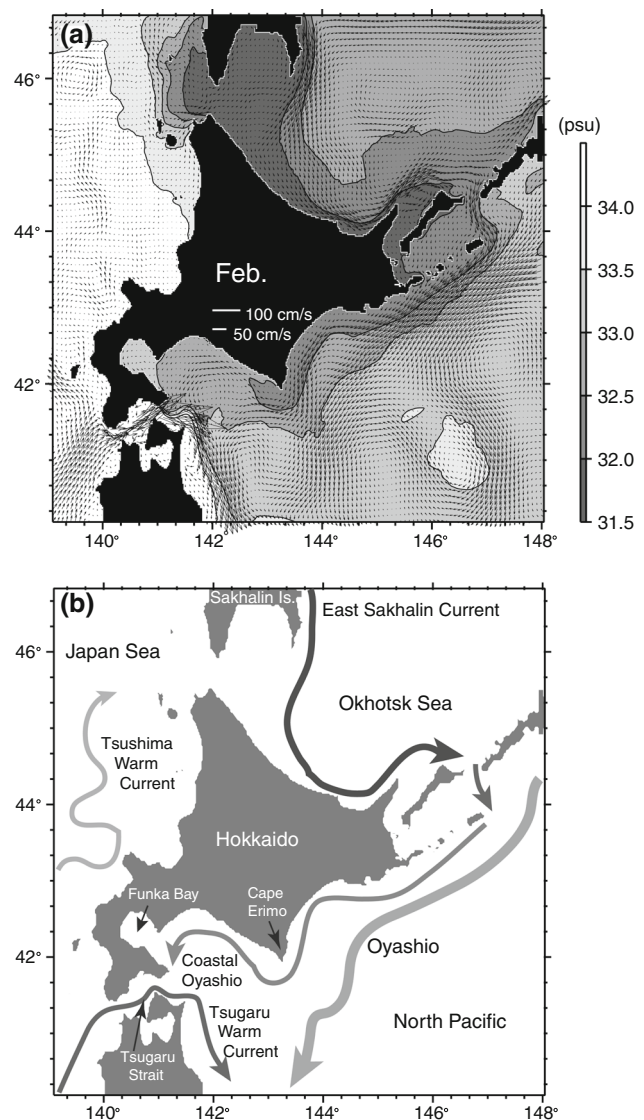 (a)
46°
44°
42°
Feb.
100 cm/s
50 cm/s
140°
142°
144°
146°
148°
(psu)
34.0
33.5
33.0
32.5
32.0
31.5
(b)
Sakhalin Is.
East Sakhalin Current
46°
Japan Sea
Okhotsk Sea
Tsushima
Warm
Current
44°
Hokkaido
Funka Bay
Cape
Erimo
42°
Coastal
Oyashio
Oyashio
Tsugaru
Warm
Current
North Pacific
Tsugaru
Strait
140°
142°
144°
146°
148°